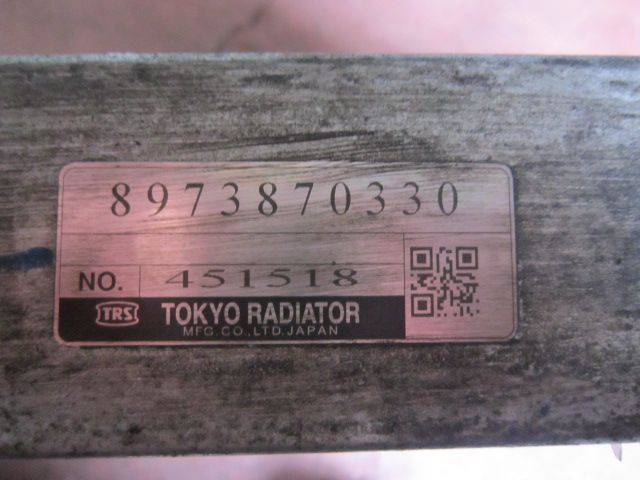 8973870330
NO. 451518
TRS TOKYO RADIATOR
MFG.CO.,LTD.JAPAN